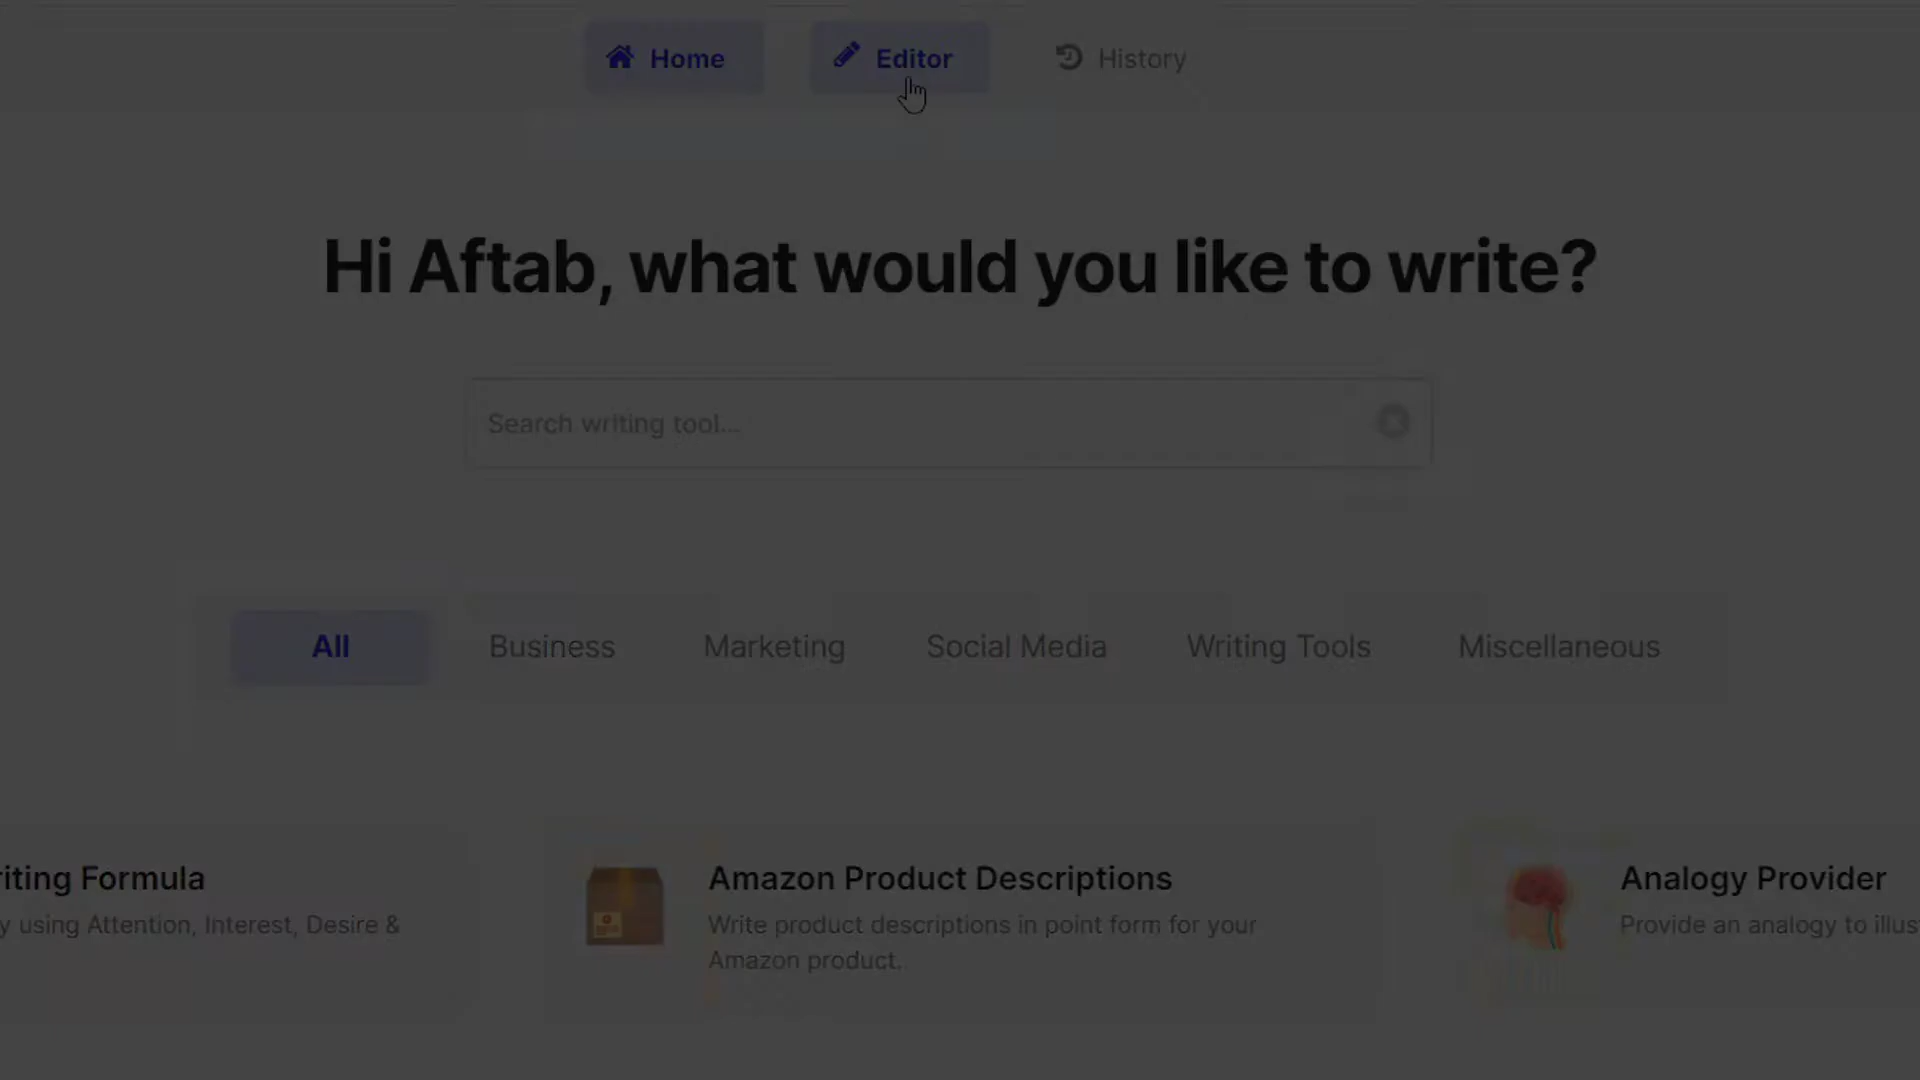 Home
Editor
History
Hi Aftab, what would you like to write?
Search writing tool...
All
Business
Marketing
Social Media
Writing Tools
Miscellaneous
Formula
using Attention, Interest, Desire &
Amazon Product Descriptions
Write product descriptions in point form for your
Amazon product.
Analogy Provider
Provide an analogy to